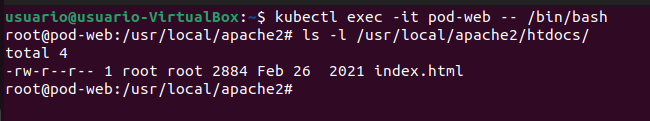 usuario@usuario-VirtualBox:~$ kubectl exec -it pod-web -- /bin/bash
root@pod-web:/usr/local/apache2# ls -l /usr/local/apache2/htdocs/
total 4
-rw-r--r-- 1 root root 2884 Feb 26  2021 index.html
root@pod-web:/usr/local/apache2#